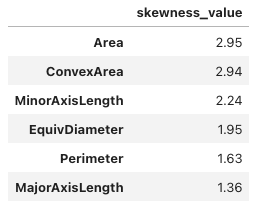 skewness_value
Area 2.95
ConvexArea 2.94
MinorAxisLength 2.24
EquivDiameter 1.95
Perimeter 1.63
MajorAxisLength 1.36